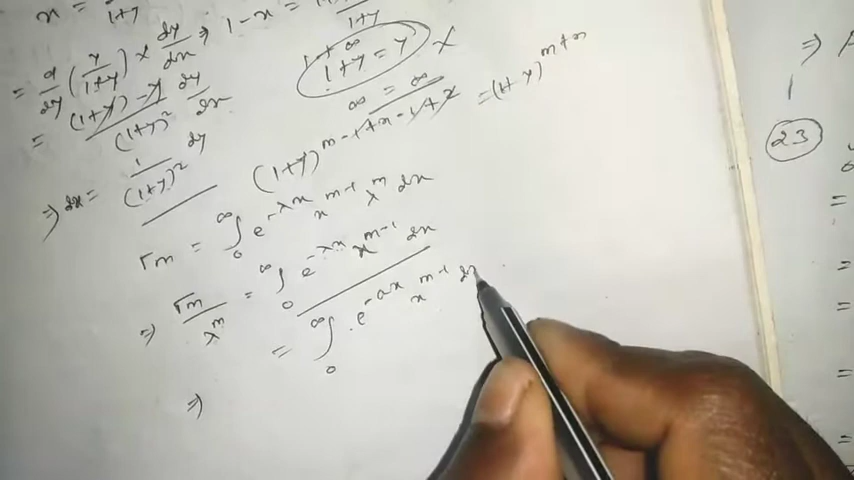 = d/dy (y/(1+y)) × dy/dx ⇒ 1-x =
= (1+y) - y/(1+y)² dy/dx
1+∞
1+y = y ×
∞ = ∞
⇒ dx = 1/(1+y)² dy
(1+y)^m-1+n-1+2 = (1+y)^m+n
Γm = ∫₀^∞ e^-λx x^m-1 λ^m dx
⇒ Γm/λ^m = ∫₀^∞ e^-λx x^m-1 dx
= ∫₀^∞ e^-ax x^m-1 dx
⇒
⇒
23
=
=
=
=
=